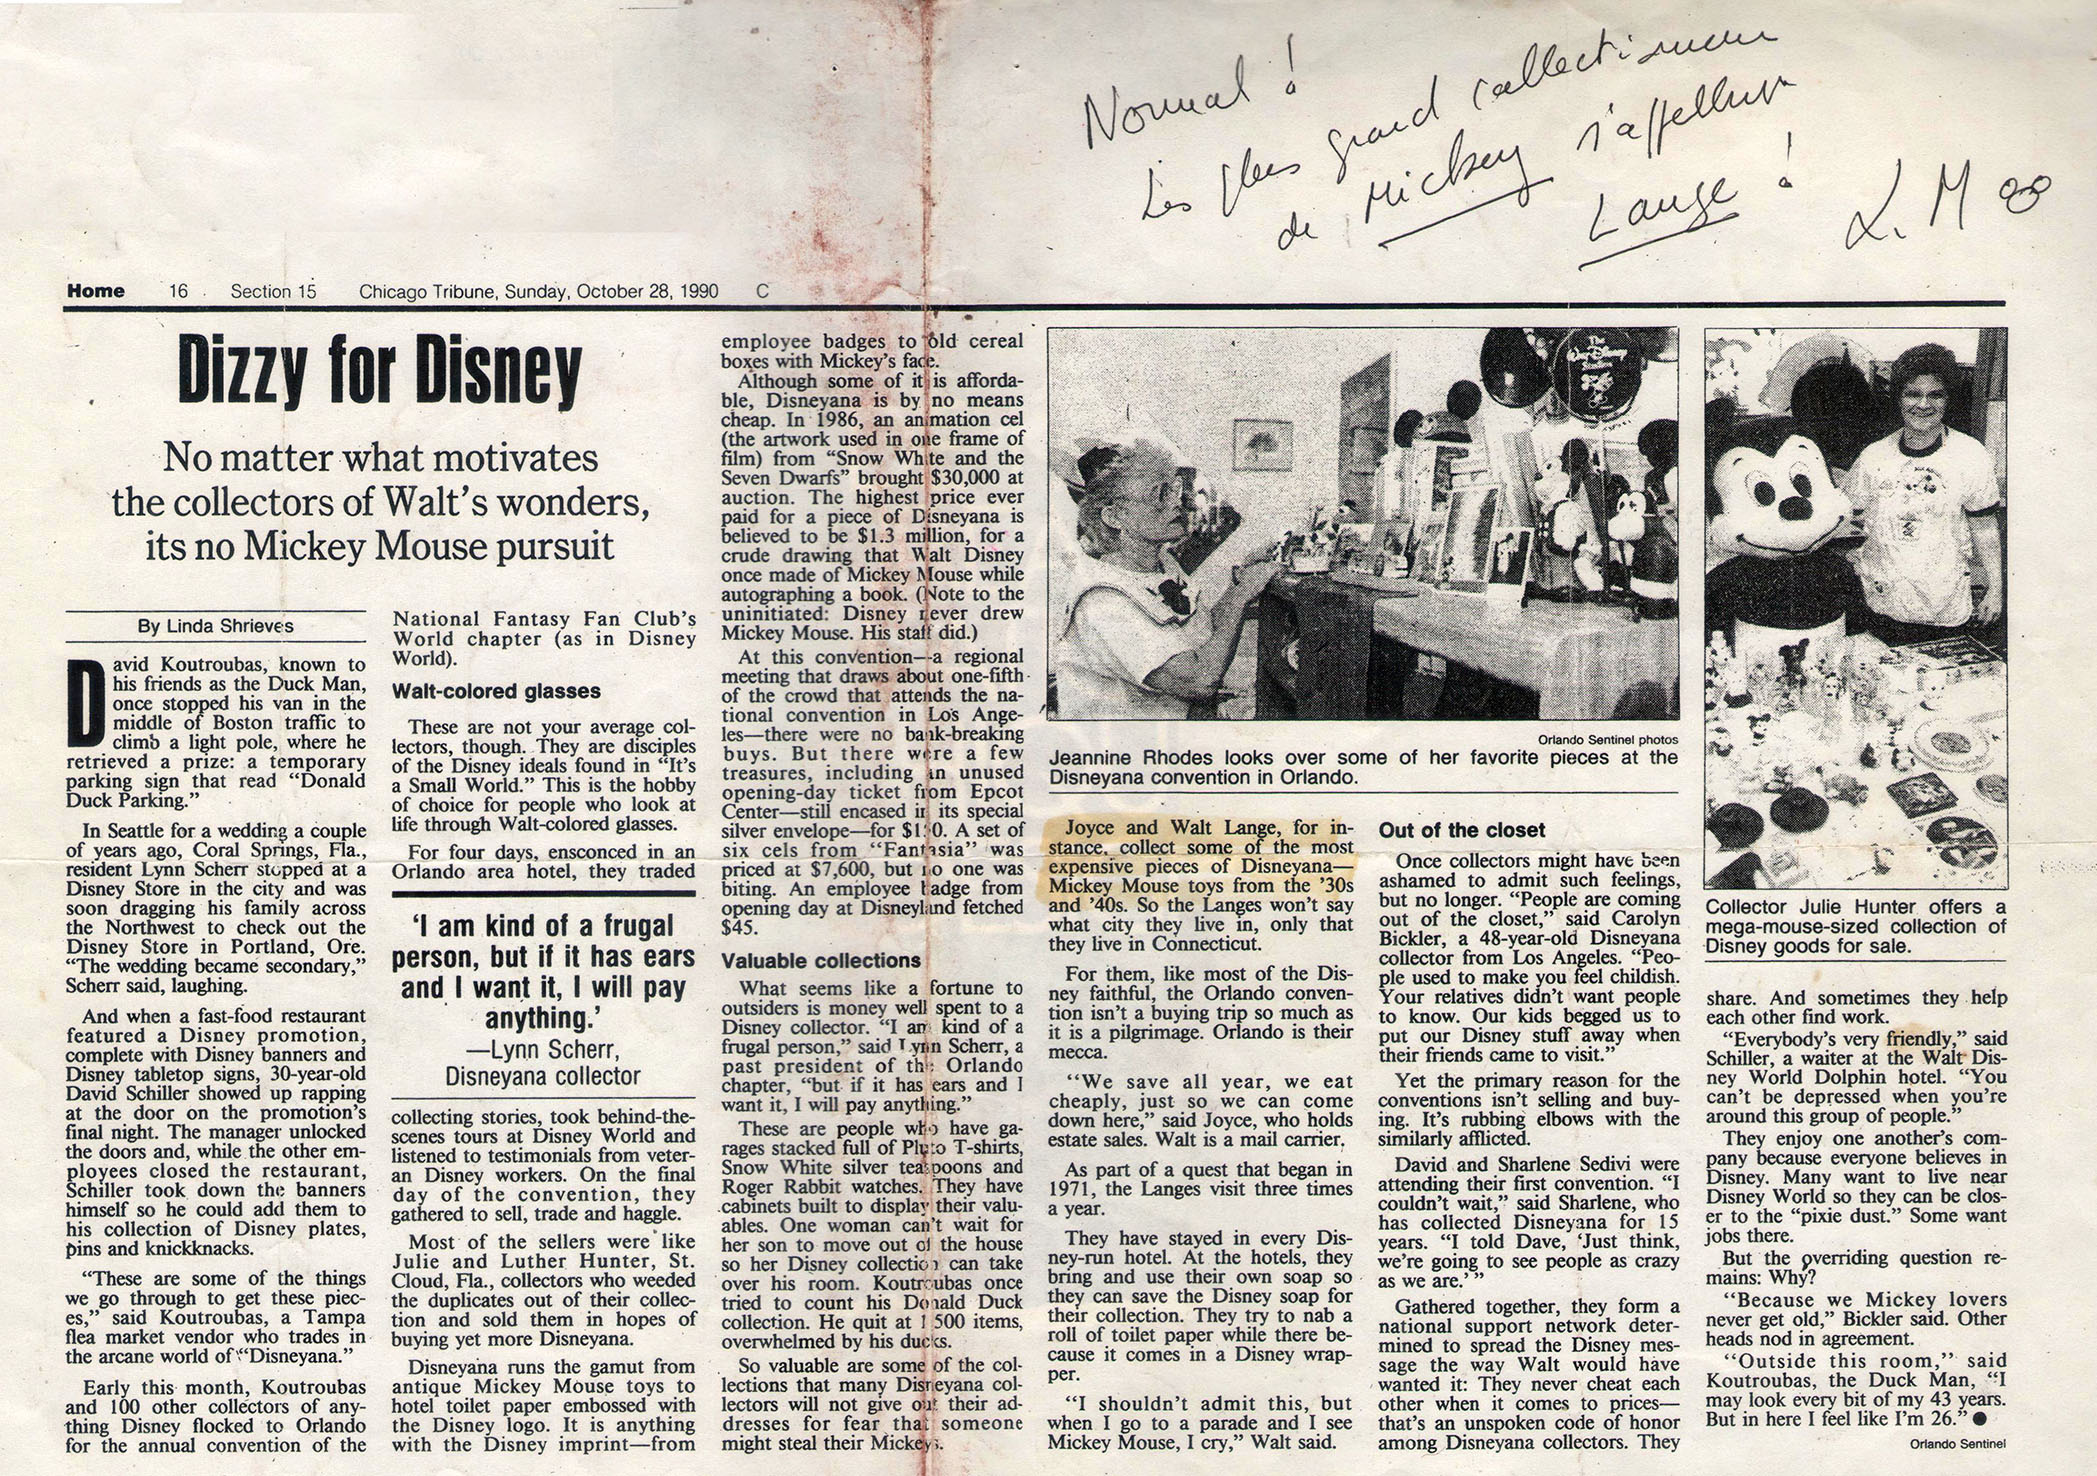 Normal !
Les plus grand collectionneur
de Mickey s'appellent
Lange !
L. M
Home 16 Section 15 Chicago Tribune, Sunday, October 28, 1990 C
Dizzy for Disney
No matter what motivates
the collectors of Walt's wonders,
its no Mickey Mouse pursuit
By Linda Shrieves
David Koutroubas, known to
his friends as the Duck Man,
once stopped his van in the
middle of Boston traffic to
climb a light pole, where he
retrieved a prize: a temporary
parking sign that read “Donald
Duck Parking.”
In Seattle for a wedding a couple
of years ago, Coral Springs, Fla.,
resident Lynn Scherr stopped at a
Disney Store in the city and was
soon dragging his family across
the Northwest to check out the
Disney Store in Portland, Ore.
“The wedding became secondary,”
Scherr said, laughing.
And when a fast-food restaurant
featured a Disney promotion,
complete with Disney banners and
Disney tabletop signs, 30-year-old
David Schiller showed up rapping
at the door on the promotion's
final night. The manager unlocked
the doors and, while the other em-
ployees closed the restaurant,
Schiller took down the banners
himself so he could add them to
his collection of Disney plates,
pins and knickknacks.
“These are some of the things
we go through to get these piec-
es,” said Koutroubas, a Tampa
flea market vendor who trades in
the arcane world of “Disneyana.”
Early this month, Koutroubas
and 100 other collectors of any-
thing Disney flocked to Orlando
for the annual convention of the
National Fantasy Fan Club's
World chapter (as in Disney
World).
Walt-colored glasses
These are not your average col-
lectors, though. They are disciples
of the Disney ideals found in “It's
a Small World.” This is the hobby
of choice for people who look at
life through Walt-colored glasses.
For four days, ensconced in an
Orlando area hotel, they traded
‘I am kind of a frugal
person, but if it has ears
and I want it, I will pay
anything.’
—Lynn Scherr,
Disneyana collector
collecting stories, took behind-the-
scenes tours at Disney World and
listened to testimonials from veter-
an Disney workers. On the final
day of the convention, they
gathered to sell, trade and haggle.
Most of the sellers were like
Julie and Luther Hunter, St.
Cloud, Fla., collectors who weeded
the duplicates out of their collec-
tion and sold them in hopes of
buying yet more Disneyana.
Disneyana runs the gamut from
antique Mickey Mouse toys to
hotel toilet paper embossed with
the Disney logo. It is anything
with the Disney imprint—from
employee badges to old cereal
boxes with Mickey's face.
Although some of it is afforda-
ble, Disneyana is by no means
cheap. In 1986, an animation cel
(the artwork used in one frame of
film) from “Snow White and the
Seven Dwarfs” brought $30,000 at
auction. The highest price ever
paid for a piece of Disneyana is
believed to be $1.3 million, for a
crude drawing that Walt Disney
once made of Mickey Mouse while
autographing a book. (Note to the
uninitiated: Disney never drew
Mickey Mouse. His staff did.)
At this convention—a regional
meeting that draws about one-fifth
of the crowd that attends the na-
tional convention in Los Ange-
les—there were no bank-breaking
buys. But there were a few
treasures, including an unused
opening-day ticket from Epcot
Center—still encased in its special
silver envelope—for A set of
six cels from “Fantasia” was
priced at $7,600, but no one was
biting. An employee badge from
opening day at Disneyland fetched
$45.
Valuable collections
What seems like a fortune to
outsiders is money well spent to a
Disney collector. “I am kind of a
frugal person,” said Lynn Scherr, a
past president of the Orlando
chapter, “but if it has ears and I
want it, I will pay anything.”
These are people who have ga-
rages stacked full of Pluto T-shirts,
Snow White silver teaspoons and
Roger Rabbit watches. They have
cabinets built to display their valu-
ables. One woman can't wait for
her son to move out of the house
so her Disney collection can take
over his room. Koutroubas once
tried to count his Donald Duck
collection. He quit at 1,500 items,
overwhelmed by his ducks.
So valuable are some of the col-
lections that many Disneyana col-
lectors will not give out their ad-
dresses for fear that someone
might steal their Mickeys.
The
Walt Disney
Studios
Orlando Sentinel photos
Jeannine Rhodes looks over some of her favorite pieces at the
Disneyana convention in Orlando.
Joyce and Walt Lange, for in-
stance, collect some of the most
expensive pieces of Disneyana—
Mickey Mouse toys from the '30s
and '40s. So the Langes won't say
what city they live in, only that
they live in Connecticut.
For them, like most of the Dis-
ney faithful, the Orlando conven-
tion isn't a buying trip so much as
it is a pilgrimage. Orlando is their
mecca.
“We save all year, we eat
cheaply, just so we can come
down here,” said Joyce, who holds
estate sales. Walt is a mail carrier.
As part of a quest that began in
1971, the Langes visit three times
a year.
They have stayed in every Dis-
ney-run hotel. At the hotels, they
bring and use their own soap so
they can save the Disney soap for
their collection. They try to nab a
roll of toilet paper while there be-
cause it comes in a Disney wrap-
per.
“I shouldn't admit this, but
when I go to a parade and I see
Mickey Mouse, I cry,” Walt said.
Out of the closet
Once collectors might have been
ashamed to admit such feelings,
but no longer. “People are coming
out of the closet,” said Carolyn
Bickler, a 48-year-old Disneyana
collector from Los Angeles. “Peo-
ple used to make you feel childish.
Your relatives didn't want people
to know. Our kids begged us to
put our Disney stuff away when
their friends came to visit.”
Yet the primary reason for the
conventions isn't selling and buy-
ing. It's rubbing elbows with the
similarly afflicted.
David and Sharlene Sedivi were
attending their first convention. “I
couldn't wait,” said Sharlene, who
has collected Disneyana for 15
years. “I told Dave, ‘Just think,
we're going to see people as crazy
as we are.’ ”
Gathered together, they form a
national support network deter-
mined to spread the Disney mes-
sage the way Walt would have
wanted it: They never cheat each
other when it comes to prices—
that's an unspoken code of honor
among Disneyana collectors. They
Collector Julie Hunter offers a
mega-mouse-sized collection of
Disney goods for sale.
share. And sometimes they help
each other find work.
“Everybody's very friendly,” said
Schiller, a waiter at the Walt Dis-
ney World Dolphin hotel. “You
can't be depressed when you're
around this group of people.”
They enjoy one another's com-
pany because everyone believes in
Disney. Many want to live near
Disney World so they can be clos-
er to the “pixie dust.” Some want
jobs there.
But the overriding question re-
mains: Why?
“Because we Mickey lovers
never get old,” Bickler said. Other
heads nod in agreement.
“Outside this room,” said
Koutroubas, the Duck Man, “I
may look every bit of my 43 years.
But in here I feel like I'm 26.” ●
Orlando Sentinel